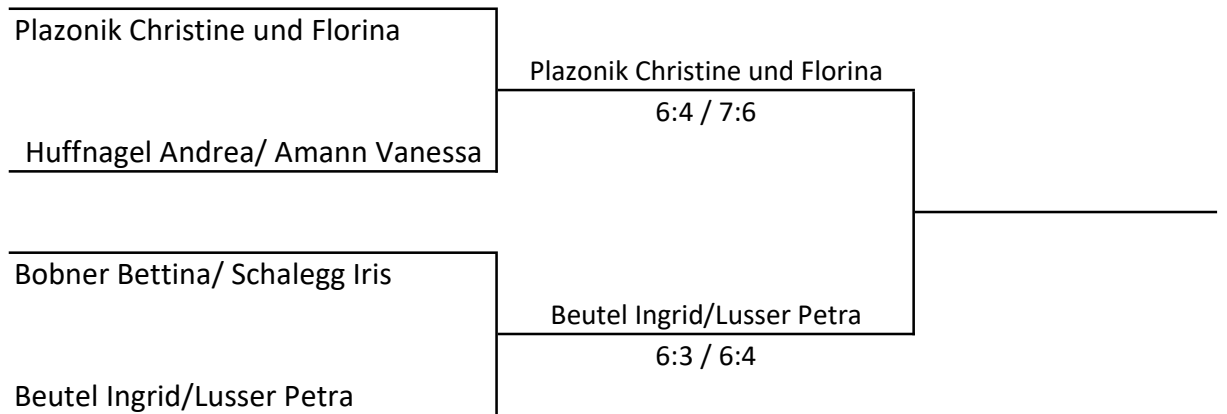 Plazonik Christine und Florina
Plazonik Christine und Florina
6:4 / 7:6
Huffnagel Andrea/ Amann Vanessa
Bobner Bettina/ Schalegg Iris
Beutel Ingrid/Lusser Petra
6:3 / 6:4
Beutel Ingrid/Lusser Petra